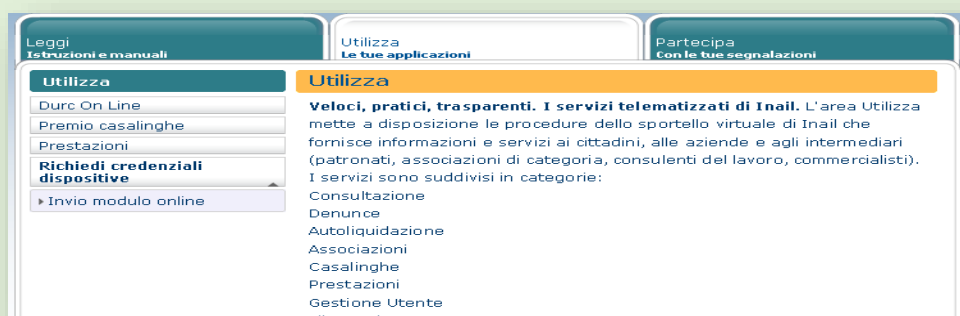 Leggi
Istruzioni e manuali
Utilizza
Le tue applicazioni
Partecipa
Con le tue segnalazioni
Utilizza
Durc On Line
Premio casalinghe
Prestazioni
Richiedi credenziali
dispositive
Invio modulo online
Utilizza
Veloci, pratici, trasparenti. I servizi telematizzati di Inail. L'area Utilizza
mette a disposizione le procedure dello sportello virtuale di Inail che
fornisce informazioni e servizi ai cittadini, alle aziende e agli intermediari
(patronati, associazioni di categoria, consulenti del lavoro, commercialisti).
I servizi sono suddivisi in categorie:
Consultazione
Denunce
Autoliquidazione
Associazioni
Casalinghe
Prestazioni
Gestione Utente